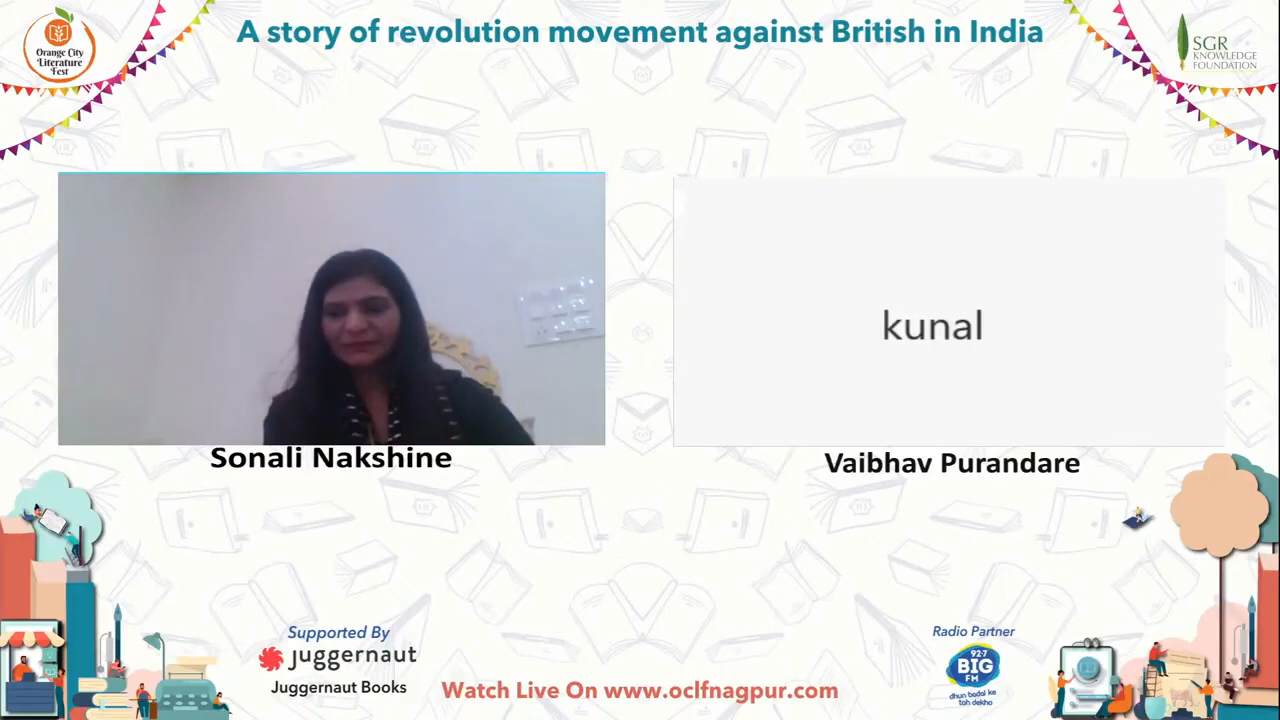 A story of revolution movement against British in India
Orange City
Literature
Fest
SGR
KNOWLEDGE
FOUNDATION
kunal
Sonali Nakshine
Vaibhav Purandare
Supported By
juggernaut
Juggernaut Books
Radio Partner
92.7
BIG
FM
dhun badal ke
toh dekho
Watch Live On www.oclfnagpur.com